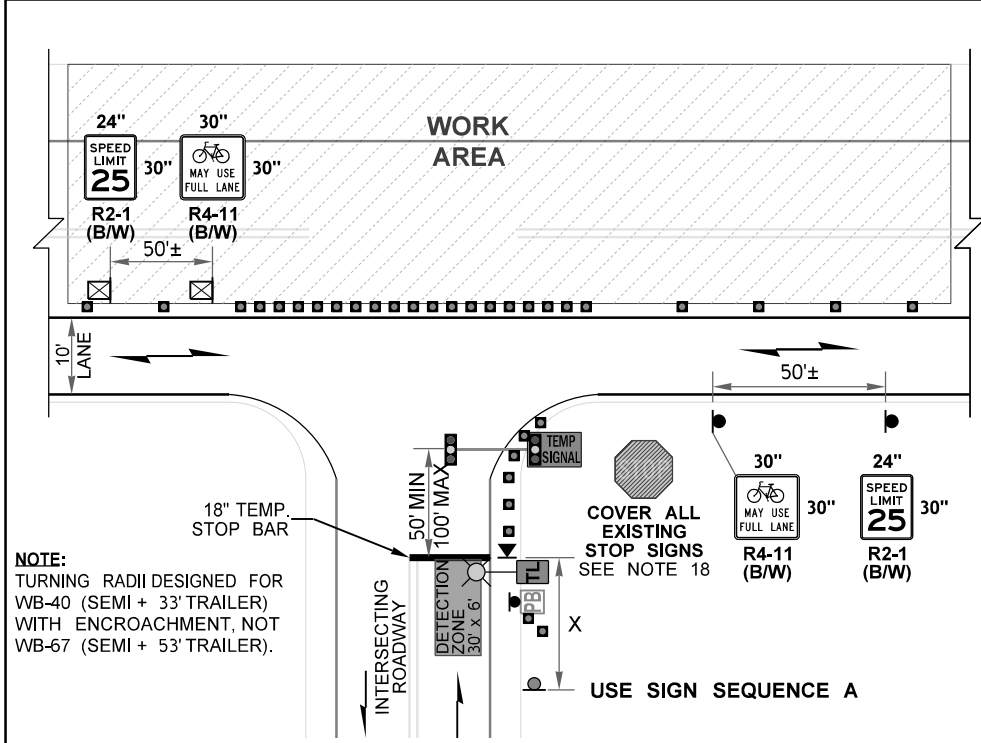 WORK
AREA
24"
SPEED
LIMIT
25
30"
R2-1
(B/W)
30"
MAY USE
FULL LANE
30"
R4-11
(B/W)
50'±
10'
LANE
50'±
TEMP
SIGNAL
50' MIN
100' MAX
STOP
COVER ALL
EXISTING
STOP SIGNS
SEE NOTE 18
30"
MAY USE
FULL LANE
30"
R4-11
(B/W)
24"
SPEED
LIMIT
25
30"
R2-1
(B/W)
18" TEMP.
STOP BAR
NOTE:
TURNING RADII DESIGNED FOR
WB-40 (SEMI + 33' TRAILER)
WITH ENCROACHMENT, NOT
WB-67 (SEMI + 53' TRAILER).
INTERSECTING
ROADWAY
DETECTION
ZONE
30' x 6'
TL
PB
X
USE SIGN SEQUENCE A